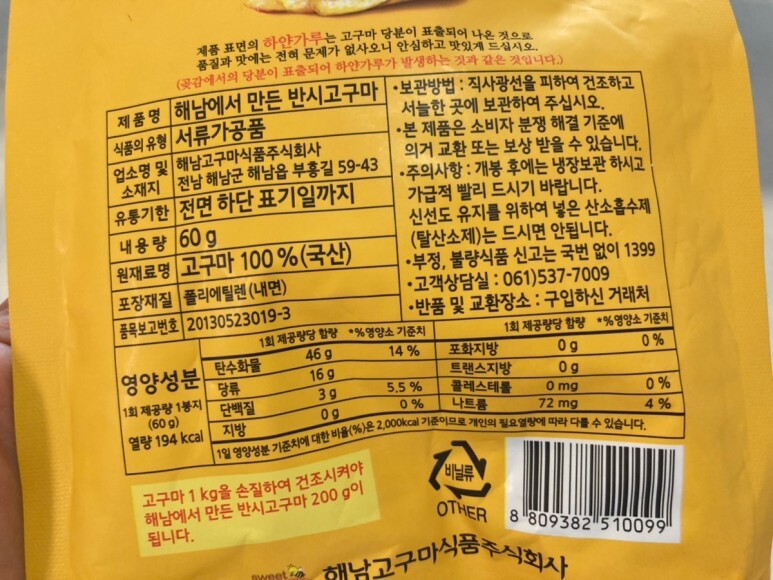 제품 표면의 하얀가루는 고구마 당분이 표출되어 나온 것으로
품질과 맛에는 전혀 문제가 없사오니 안심하고 맛있게 드십시오.
(곶감에서의 당분이 표출되어 하얀가루가 발생하는 것과 같은 것입니다.)
제 품 명 해남에서 만든 반시고구마
식품의 유형 서류가공품
업소명 및 소재지 해남고구마식품주식회사
전남 해남군 해남읍 부흥길 59-43
유통기한 전면 하단 표기일까지
내 용 량 60 g
원재료명 고구마 100 % (국산)
포장재질 폴리에틸렌 (내면)
품목보고번호 20130523019-3
•보관방법 : 직사광선을 피하여 건조하고
서늘한 곳에 보관하여 주십시오.
•본 제품은 소비자 분쟁 해결 기준에
의거 교환 또는 보상 받을 수 있습니다.
•주의사항 : 개봉 후에는 냉장보관 하시고
가급적 빨리 드시기 바랍니다.
신선도 유지를 위하여 넣은 산소흡수제
(탈산소제)는 드시면 안됩니다.
•부정, 불량식품 신고는 국번 없이 1399
•고객상담실 : 061)537-7009
•반품 및 교환장소 : 구입하신 거래처
영양성분
1회 제공량 1봉지
(60 g)
열량 194 kcal
1회 제공량당 함량 *%영양소 기준치
탄수화물 46 g 14 %
당류 16 g
단백질 3 g 5.5 %
지방 0 g 0 %
1회 제공량당 함량 *%영양소 기준치
포화지방 0 g 0 %
트랜스지방 0 g
콜레스테롤 0 mg 0 %
나트륨 72 mg 4 %
1일 영양성분 기준치에 대한 비율(%)은 2,000kcal 기준이므로 개인의 필요열량에 따라 다를 수 있습니다.
고구마 1 kg을 손질하여 건조시켜야
해남에서 만든 반시고구마 200 g이
됩니다.
비닐류
OTHER
8 809382 510099
sweet
해남고구마식품주식회사